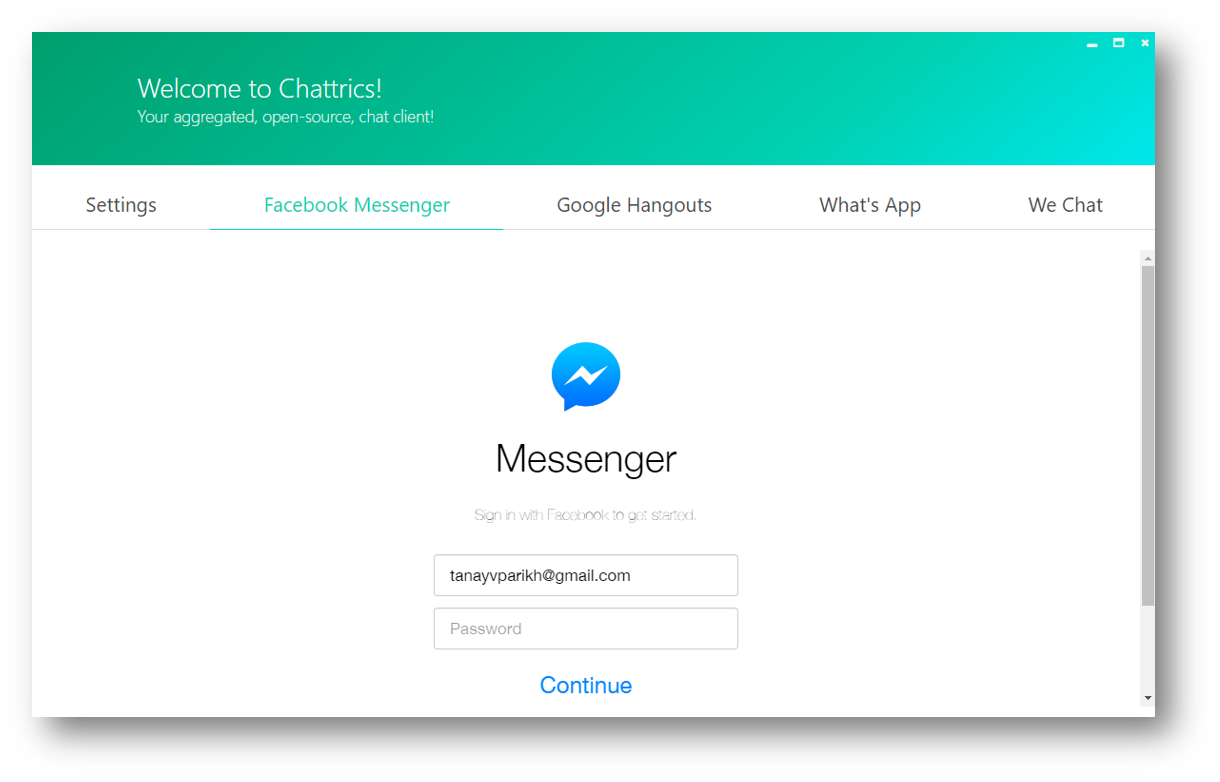 Welcome to Chattrics!
Your aggregated, open-source, chat client!
Settings
Facebook Messenger
Google Hangouts
What's App
We Chat
Messenger
Sign in with Facebook to get started.
tanayvparikh@gmail.com
Password
Continue